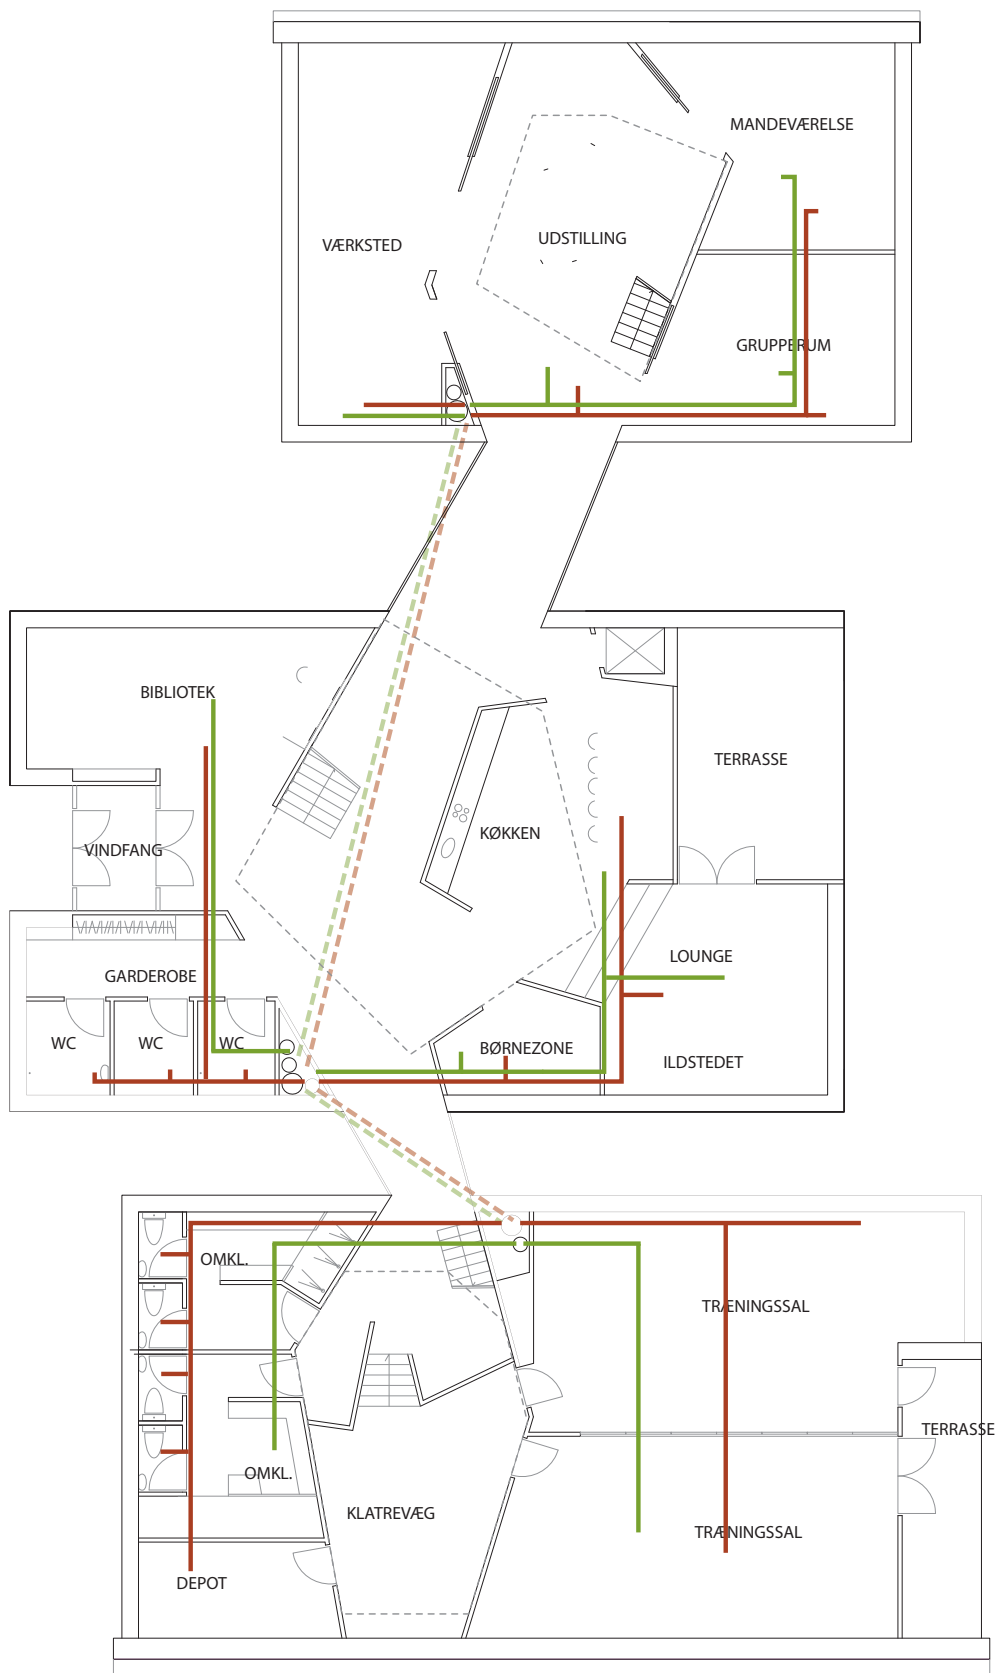 MANDEVÆRELSE
VÆRKSTED
UDSTILLING
GRUPPERUM
BIBLIOTEK
TERRASSE
KØKKEN
VINDFANG
LOUNGE
GARDEROBE
WC
WC
WC
BØRNEZONE
ILDSTEDET
OMKL.
TRÆNINGSSAL
TERRASSE
OMKL.
KLATREVÆG
TRÆNINGSSAL
DEPOT